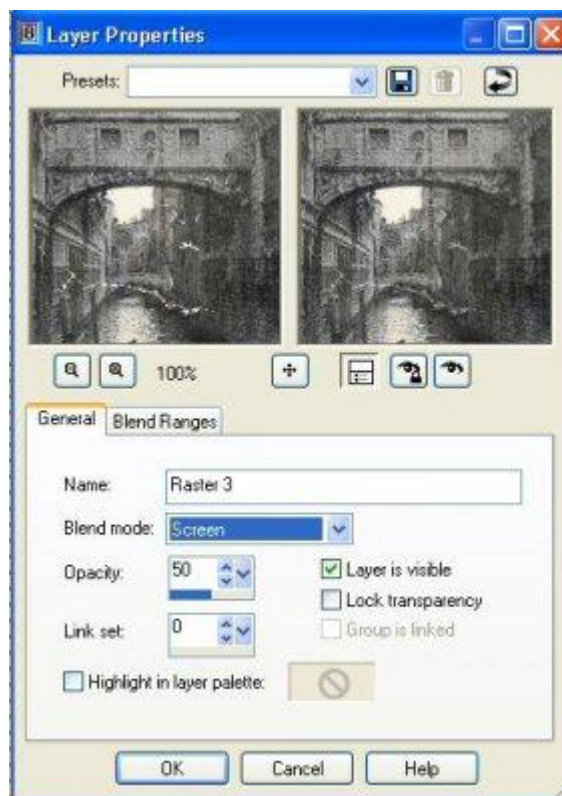 Layer Properties
Presets:
100%
General Blend Ranges
Name: Raster 3
Blend mode: Screen
Opacity: 50 Layer is visible
Lock transparency
Link set: 0 Group is linked
Highlight in layer palette:
OK Cancel Help